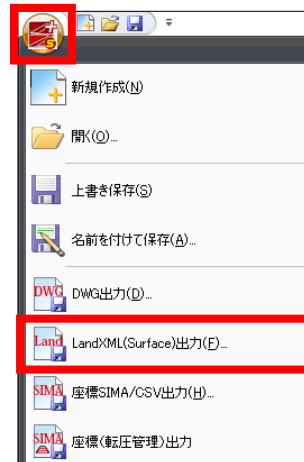 新規作成(N)
開く(O)...
上書き保存(S)
名前を付けて保存(A)...
DWG DWG出力(D)...
Land LandXML(Surface)出力(F)...
SIMA 座標SIMA/CSV出力(H)...
SIMA 座標(転圧管理)出力